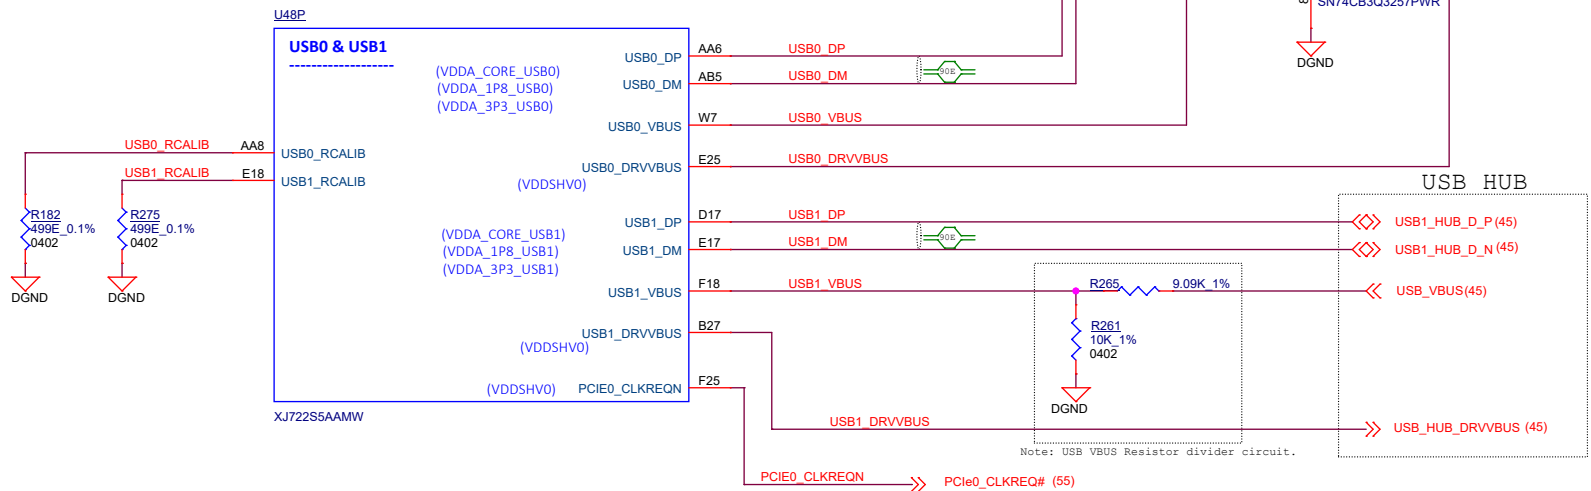 SN74CB3Q3257PWR
8
DGND
U48P
USB0 & USB1
--------------------
(VDDA_CORE_USB0)
(VDDA_1P8_USB0)
(VDDA_3P3_USB0)
USB0_DP AA6 USB0_DP
90E
USB0_DM AB5 USB0_DM
USB0_VBUS W7 USB0_VBUS
USB0_RCALIB AA8 USB0_RCALIB
USB0_DRVVBUS E25 USB0_DRVVBUS
(VDDSHV0)
USB1_RCALIB E18 USB1_RCALIB
USB HUB
R182
499E_0.1%
0402
DGND
R275
499E_0.1%
0402
DGND
USB1_DP D17 USB1_DP
USB1_HUB_D_P (45)
(VDDA_CORE_USB1)
(VDDA_1P8_USB1)
(VDDA_3P3_USB1)
90E
USB1_DM E17 USB1_DM
USB1_HUB_D_N (45)
USB1_VBUS F18 USB1_VBUS
R265 9.09K_1%
USB_VBUS (45)
R261
10K_1%
0402
DGND
USB1_DRVVBUS B27
(VDDSHV0)
(VDDSHV0) PCIE0_CLKREQN F25
XJ722S5AAMW
USB1_DRVVBUS
USB_HUB_DRVVBUS (45)
Note: USB VBUS Resistor divider circuit.
PCIE0_CLKREQN
PCIe0_CLKREQ# (55)